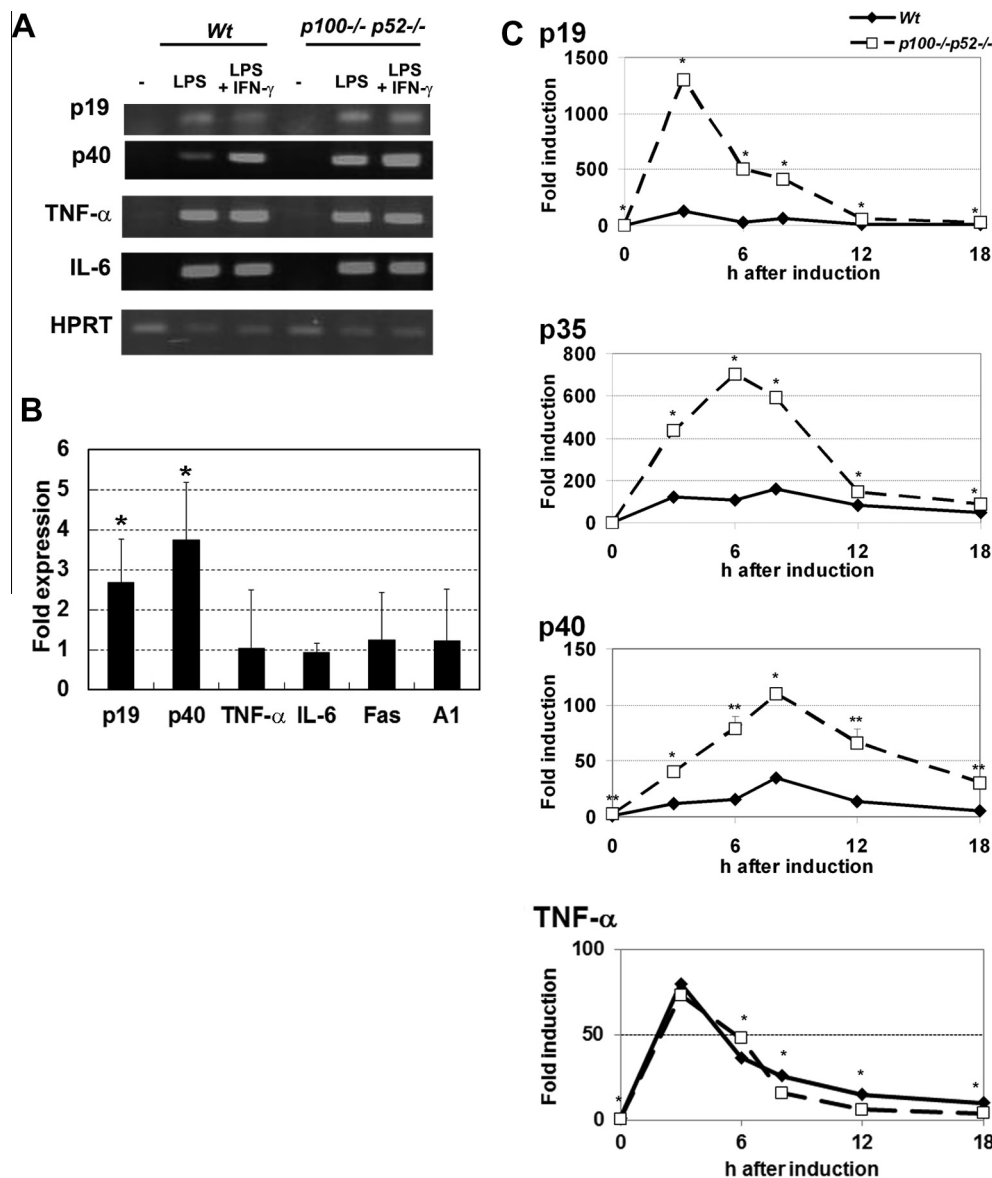 A
Wt
p100-/- p52-/-
- LPS LPS + IFN-γ - LPS LPS + IFN-γ
p19
p40
TNF-α
IL-6
HPRT
B
Fold expression
6
5
4
3
2
1
0
* *
p19 p40 TNF-α IL-6 Fas A1
C
Wt
p100-/-p52-/-
p19
Fold induction
1500
1000
500
0
* * * * * *
0 6 12 18
h after induction
p35
Fold induction
800
600
400
200
0
* * * * *
0 6 12 18
h after induction
p40
Fold induction
150
100
50
0
** * ** * ** **
0 6 12 18
h after induction
TNF-α
Fold induction
100
50
0
* * * * *
0 6 12 18
h after induction